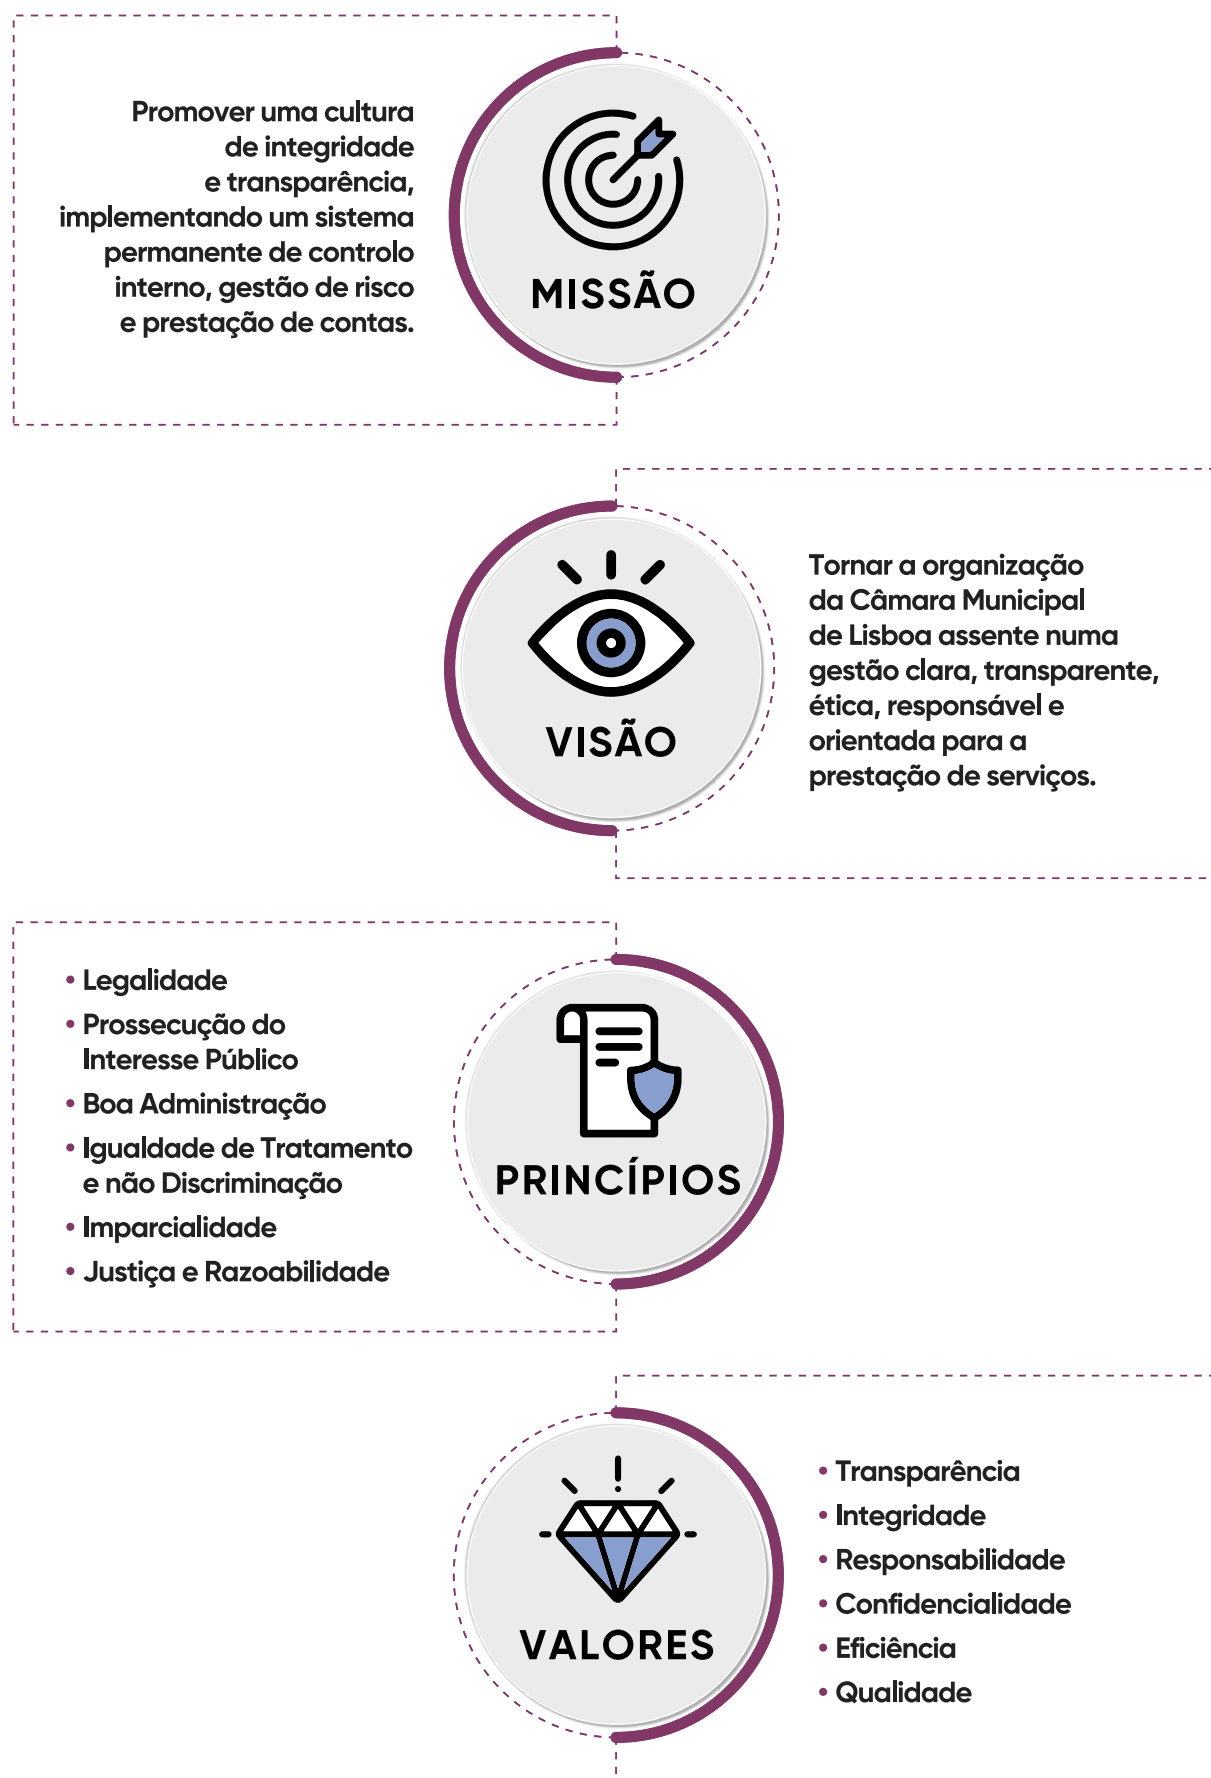 Promover uma cultura
de integridade
e transparência,
implementando um sistema
permanente de controlo
interno, gestão de risco
e prestação de contas.
MISSÃO
VISÃO
Tornar a organização
da Câmara Municipal
de Lisboa assente numa
gestão clara, transparente,
ética, responsável e
orientada para a
prestação de serviços.
• Legalidade
• Prossecução do
Interesse Público
• Boa Administração
• Igualdade de Tratamento
e não Discriminação
• Imparcialidade
• Justiça e Razoabilidade
PRINCÍPIOS
VALORES
• Transparência
• Integridade
• Responsabilidade
• Confidencialidade
• Eficiência
• Qualidade